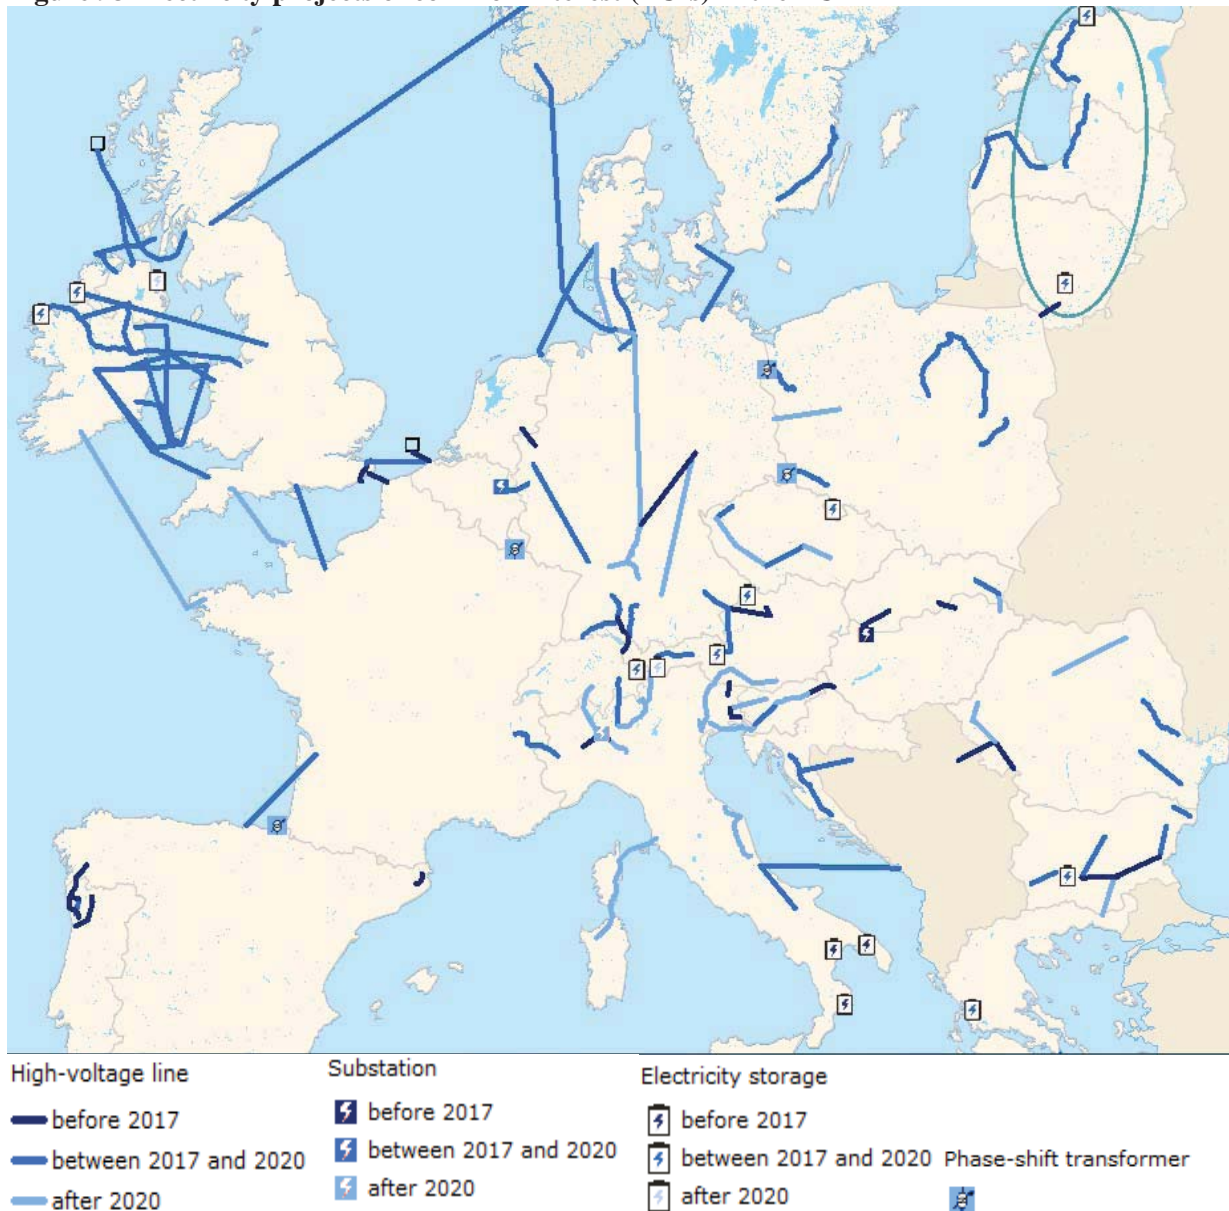 High-voltage line
before 2017
between 2017 and 2020
after 2020
Substation
before 2017
between 2017 and 2020
after 2020
Electricity storage
before 2017
between 2017 and 2020
after 2020
Phase-shift transformer